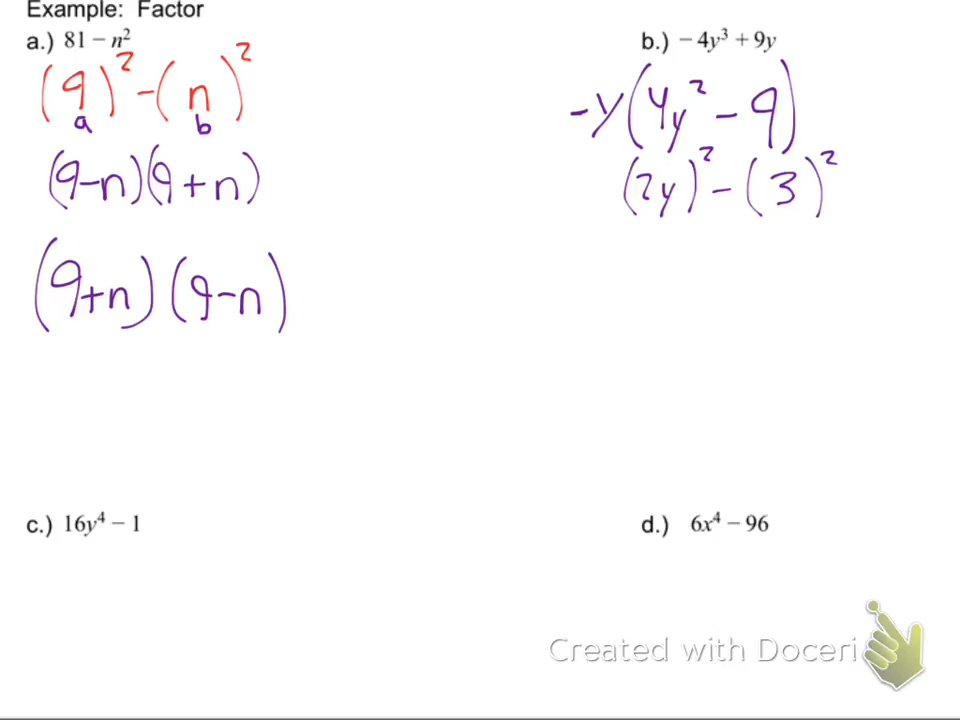 Example: Factor
a.) 81 – n²
(9)² - (n)²
a b
(9-n)(9+n)
(9+n)(9-n)
b.) – 4y³ + 9y
-y(4y² - 9)
(2y)² - (3)²
c.) 16y⁴ – 1
d.) 6x⁴ – 96
Created with Doceri